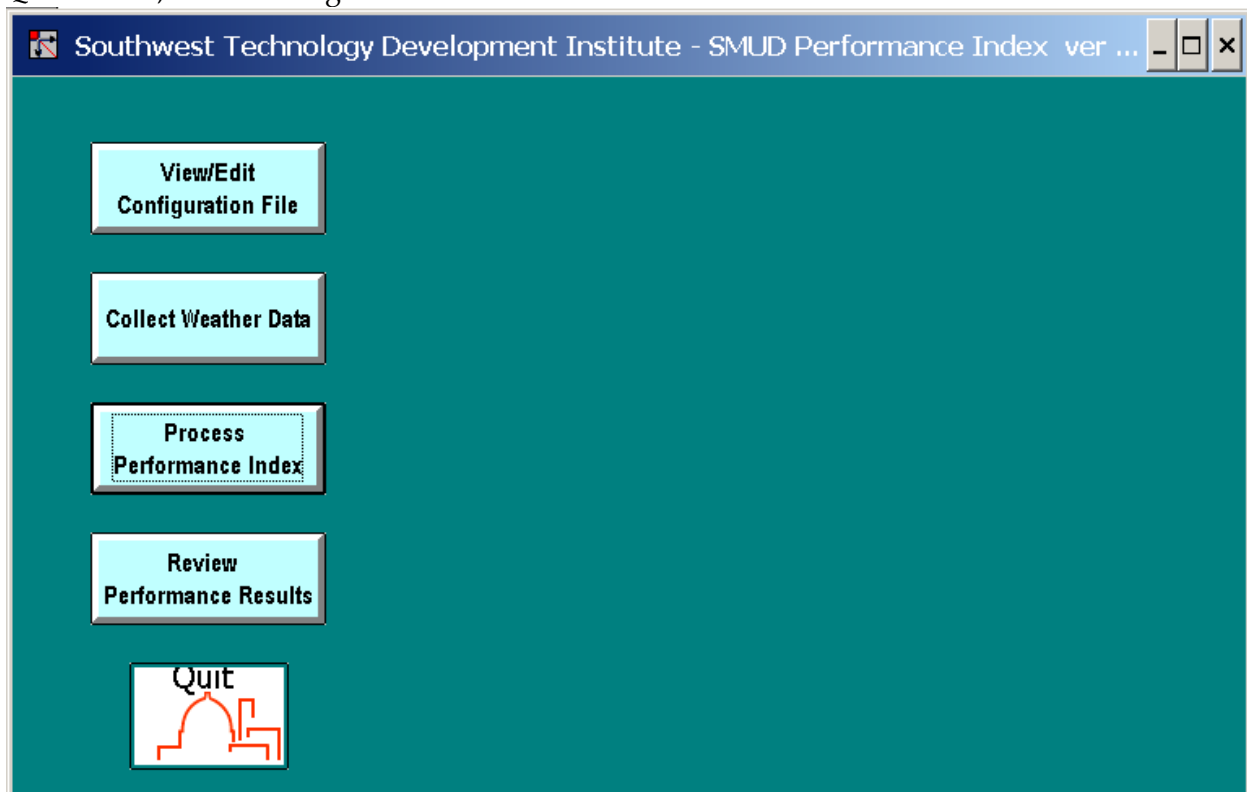 Southwest Technology Development Institute - SMUD Performance Index ver ...
View/Edit
Configuration File
Collect Weather Data
Process
Performance Index
Review
Performance Results
Quit